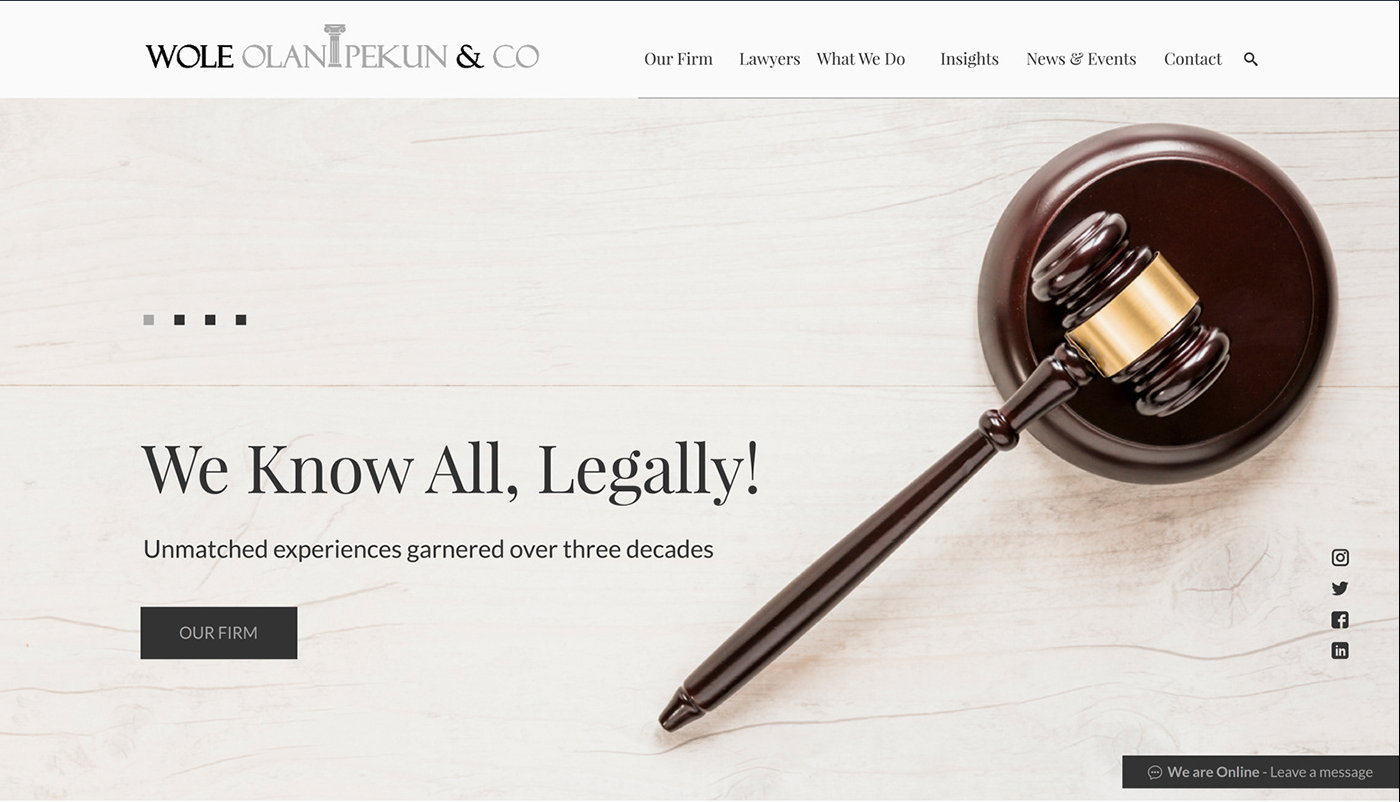 WOLE OLANIPEKUN & CO
Our Firm Lawyers What We Do Insights News & Events Contact
We Know All, Legally!
Unmatched experiences garnered over three decades
OUR FIRM
We are Online - Leave a message